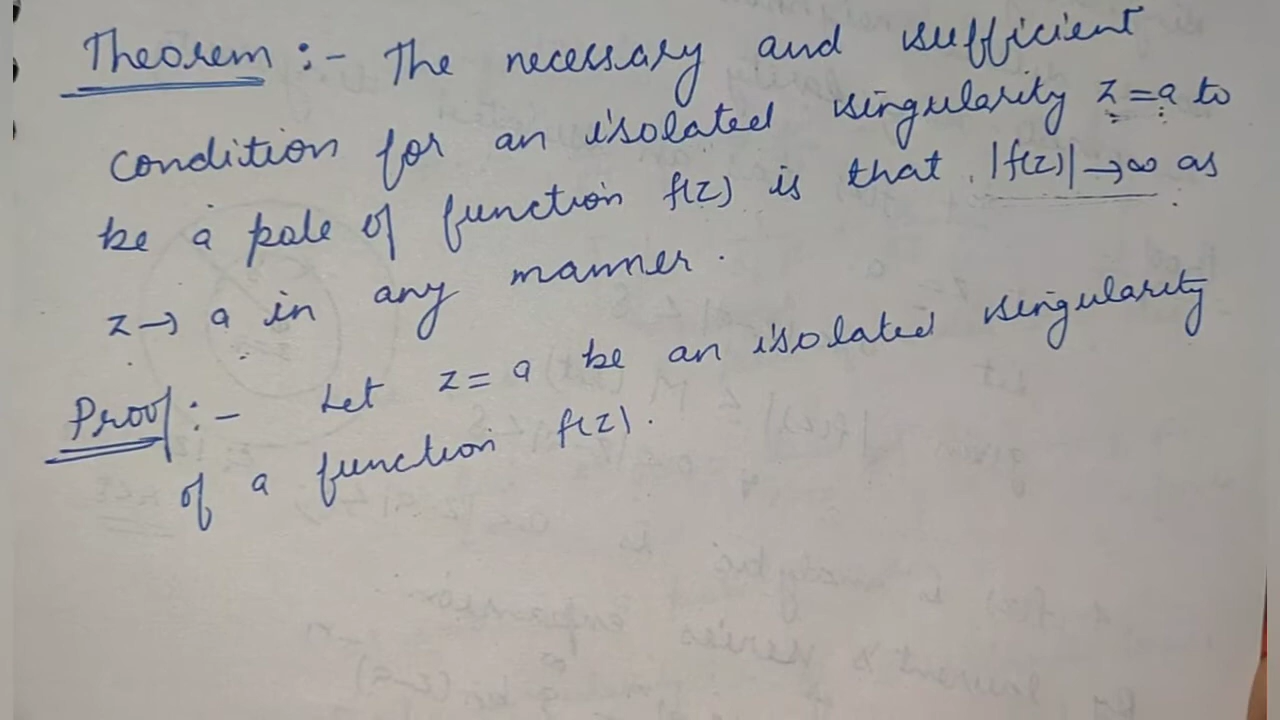 Theorem :- The necessary and sufficient
condition for an isolated singularity z=a to
be a pole of function f(z) is that |f(z)|→∞ as
z→ a in any manner.
Proof :- Let z=a be an isolated singularity
of a function f(z).